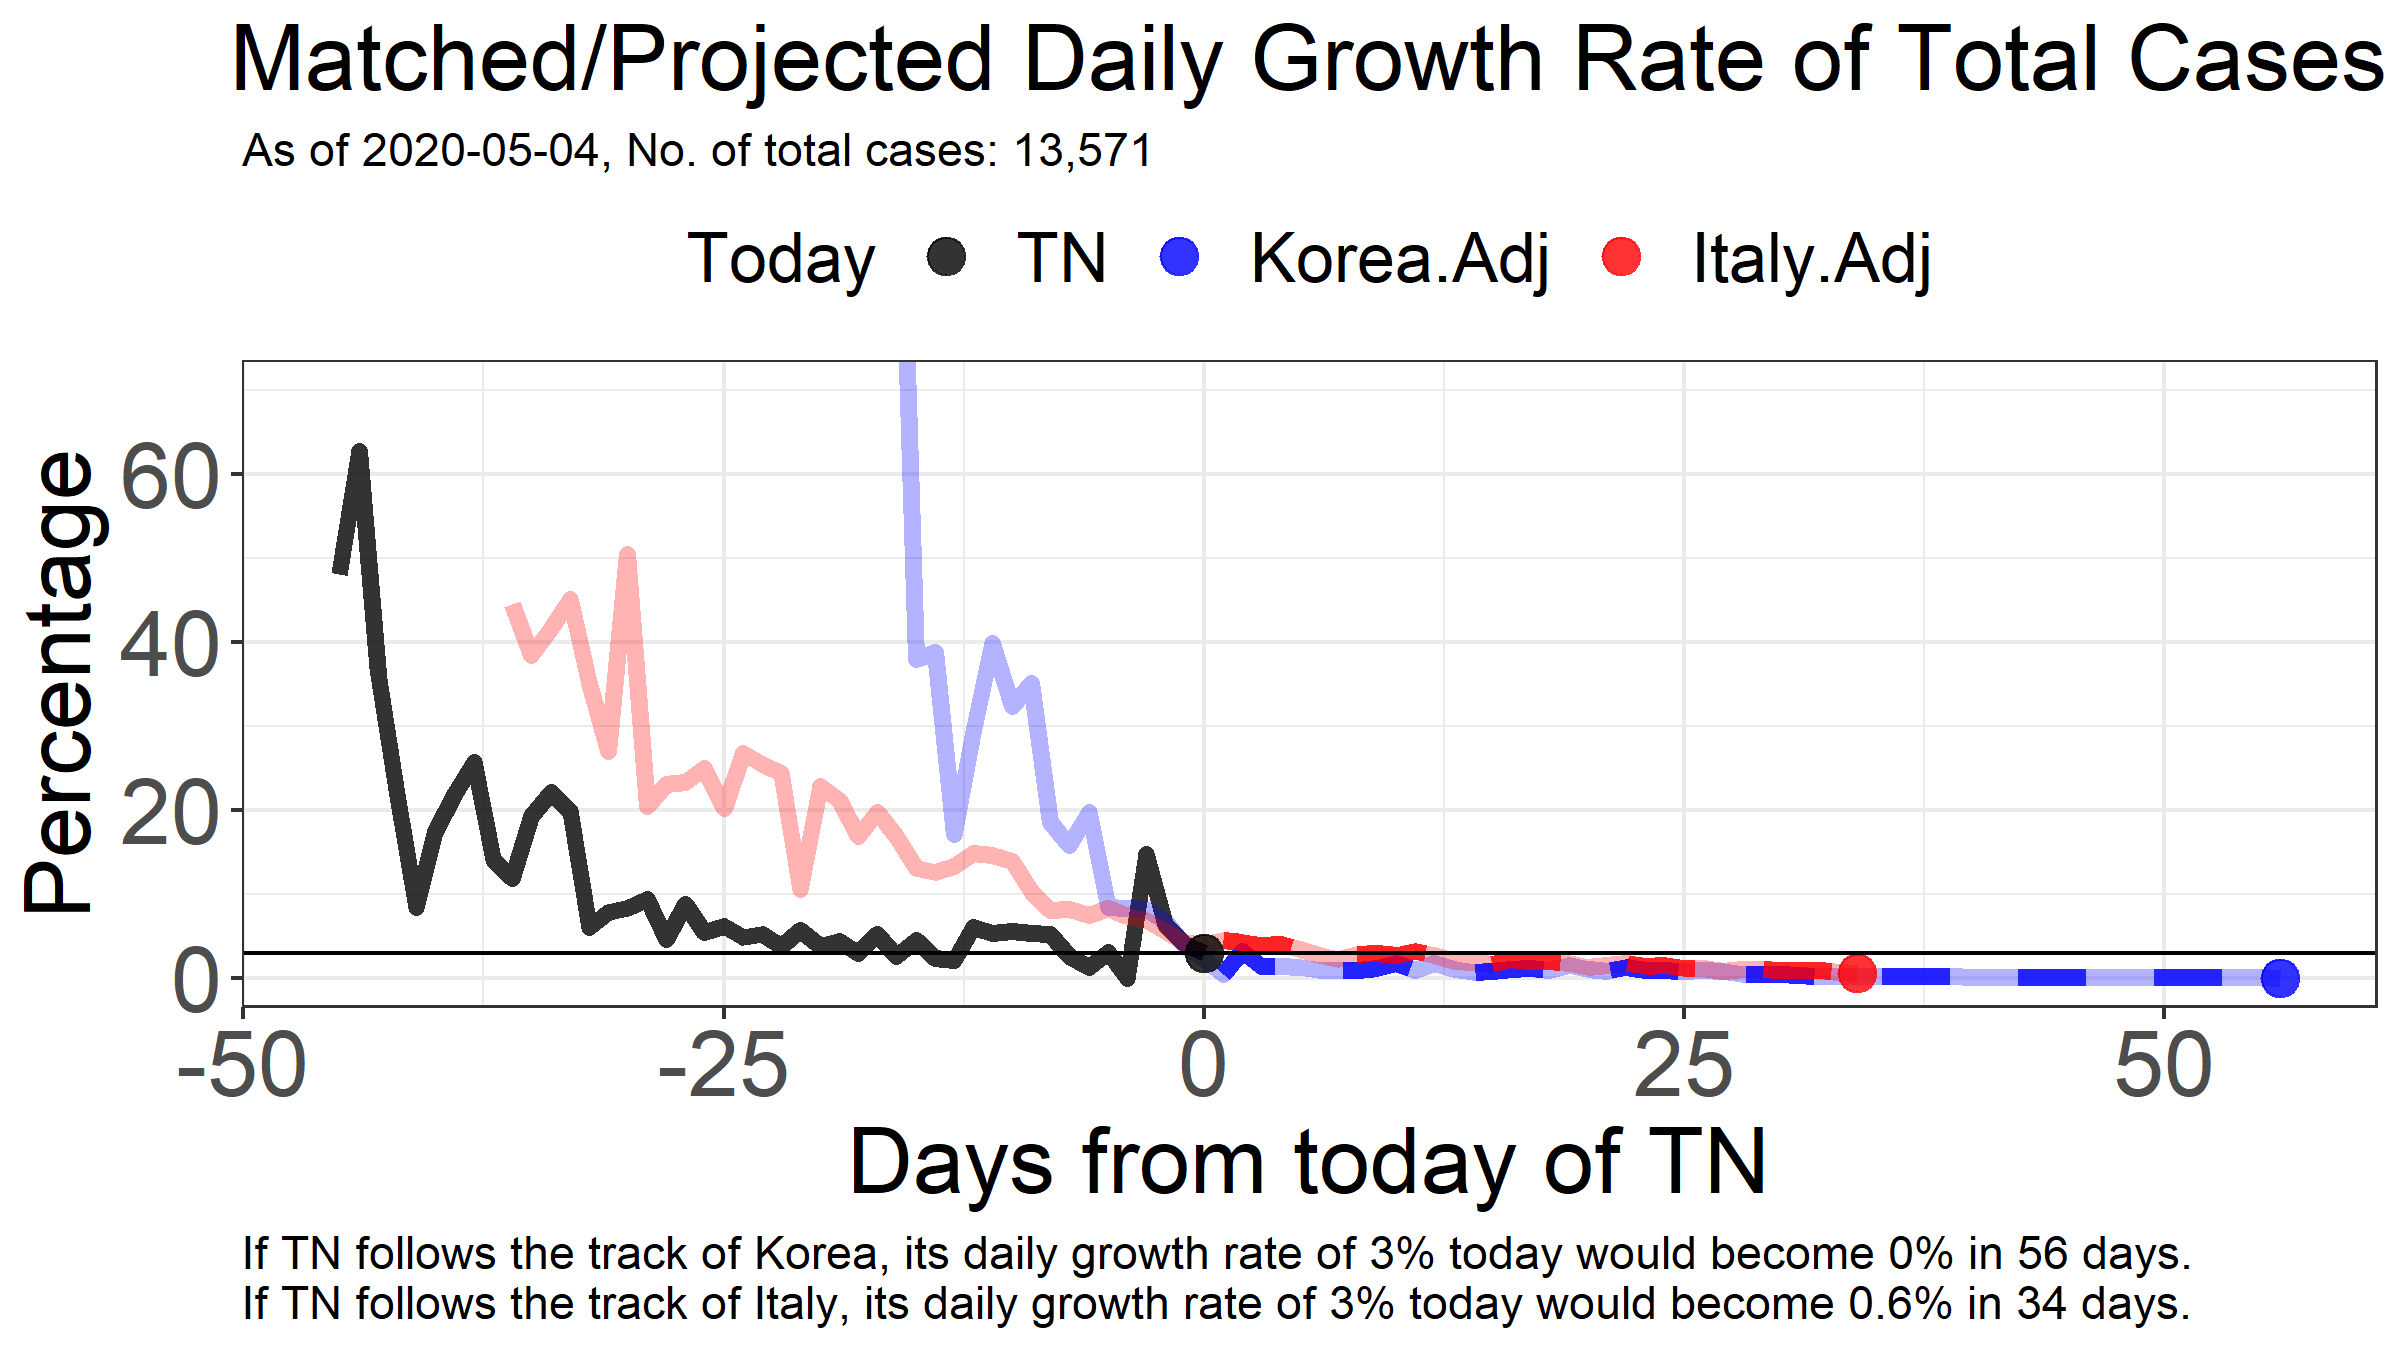 Matched/Projected Daily Growth Rate of Total Cases
As of 2020-05-04, No. of total cases: 13,571
Today TN Korea.Adj Italy.Adj
Percentage
60
40
20
0
-50 -25 0 25 50
Days from today of TN
If TN follows the track of Korea, its daily growth rate of 3% today would become 0% in 56 days.
If TN follows the track of Italy, its daily growth rate of 3% today would become 0.6% in 34 days.